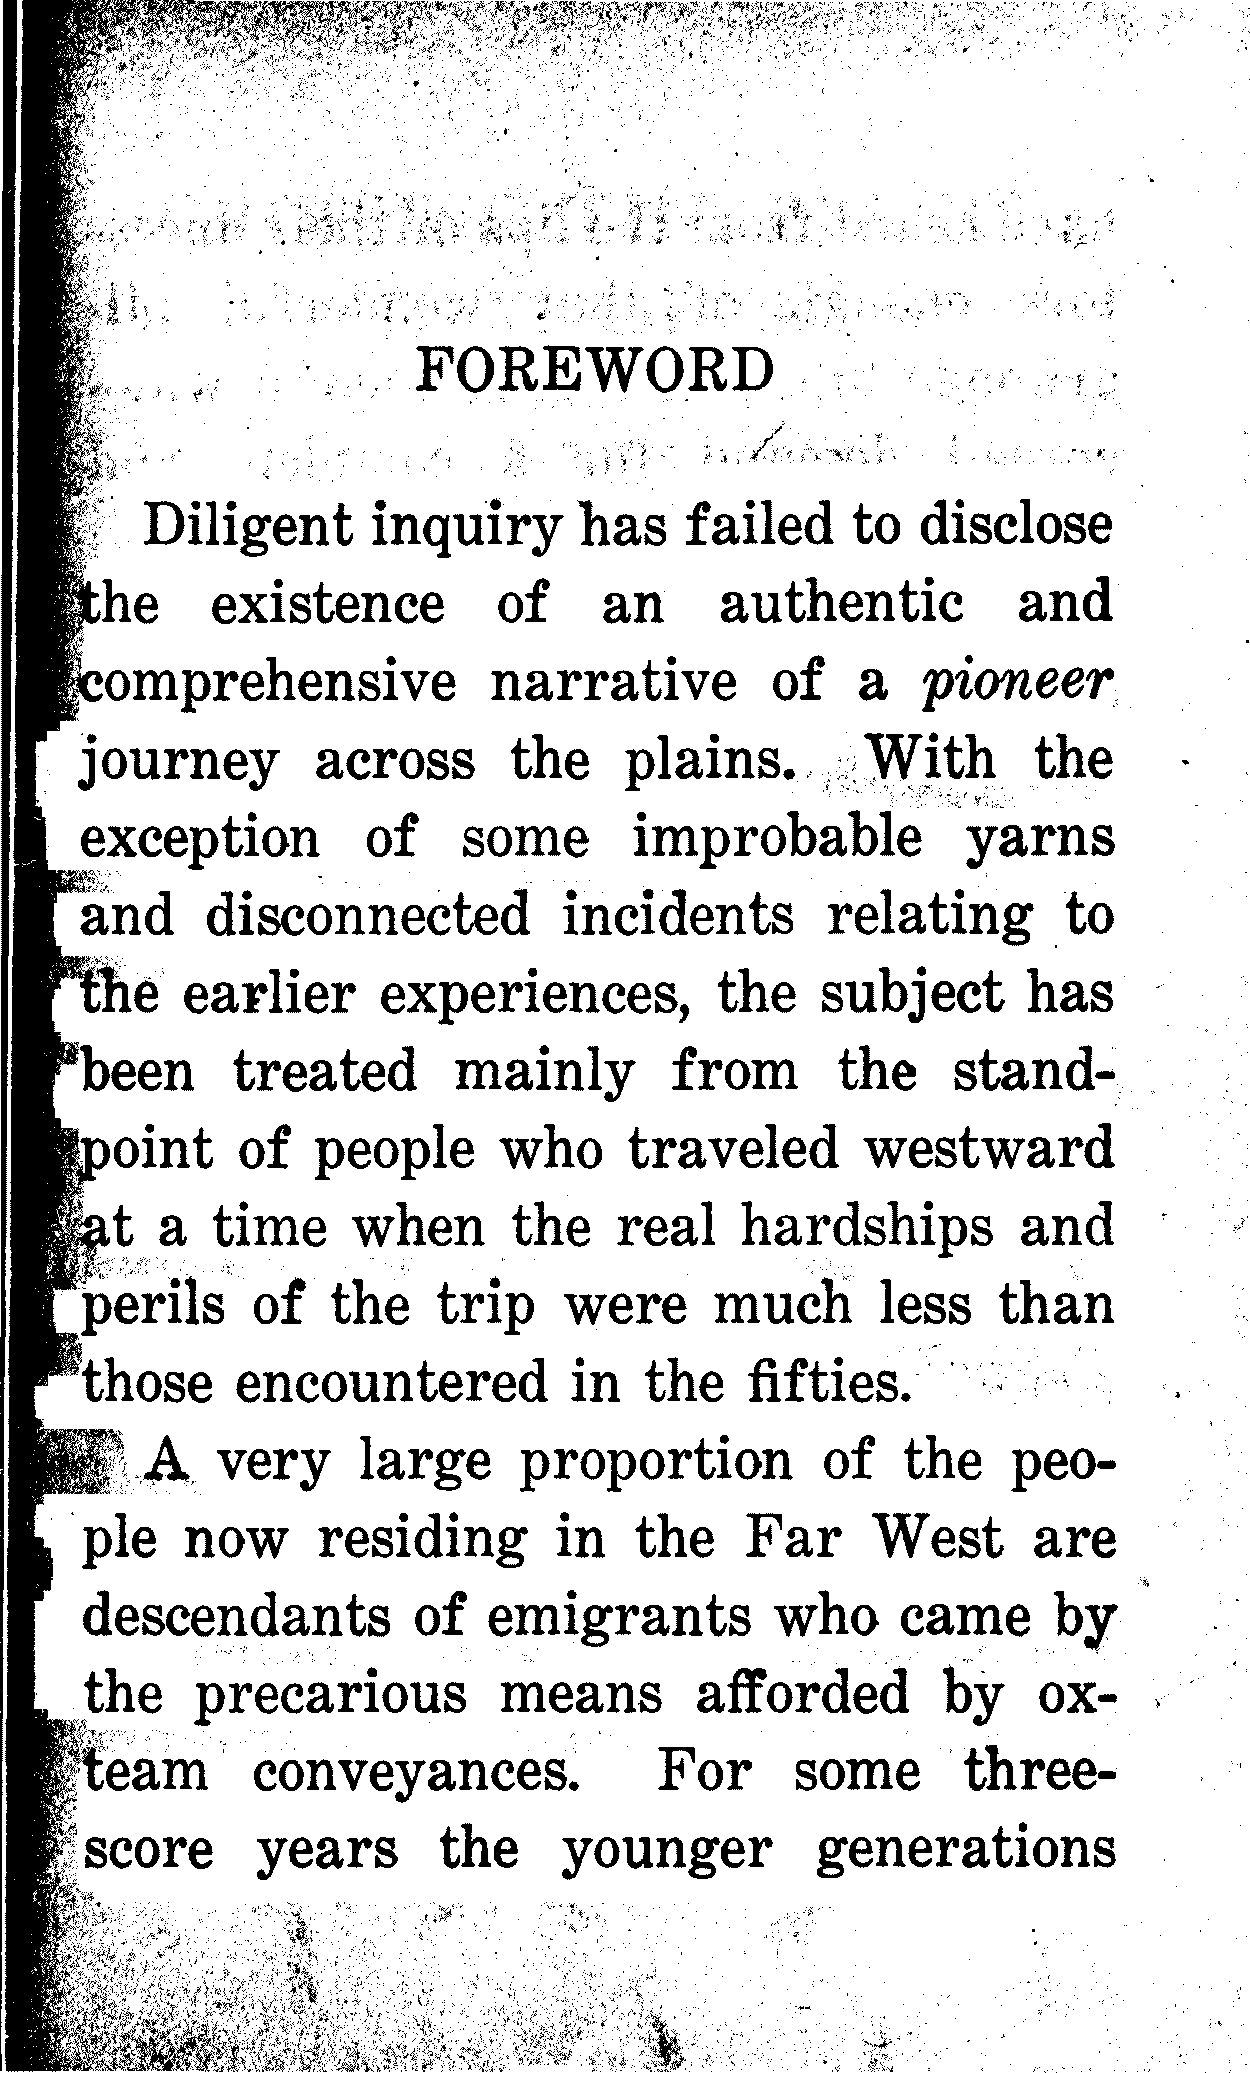 FOREWORD
Diligent inquiry has failed to disclose
the existence of an authentic and
comprehensive narrative of a pioneer
journey across the plains. With the
exception of some improbable yarns
and disconnected incidents relating to
the earlier experiences, the subject has
been treated mainly from the stand-
point of people who traveled westward
at a time when the real hardships and
perils of the trip were much less than
those encountered in the fifties.
A very large proportion of the peo-
ple now residing in the Far West are
descendants of emigrants who came by
the precarious means afforded by ox-
team conveyances. For some three-
score years the younger generations